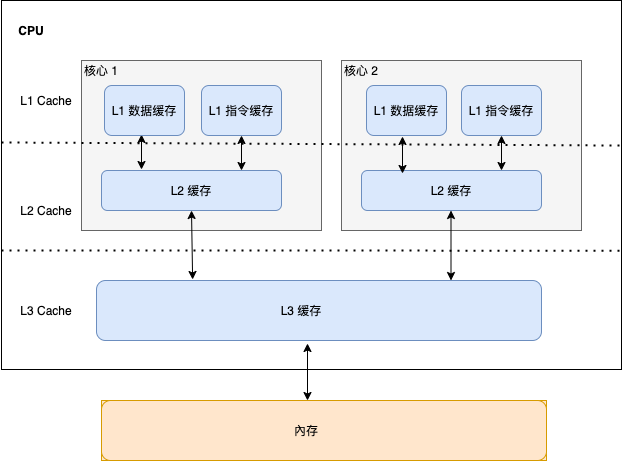 CPU
核心 1
核心 2
L1 Cache
L1 数据缓存
L1 指令缓存
L1 数据缓存
L1 指令缓存
L2 Cache
L2 缓存
L2 缓存
L3 Cache
L3 缓存
內存